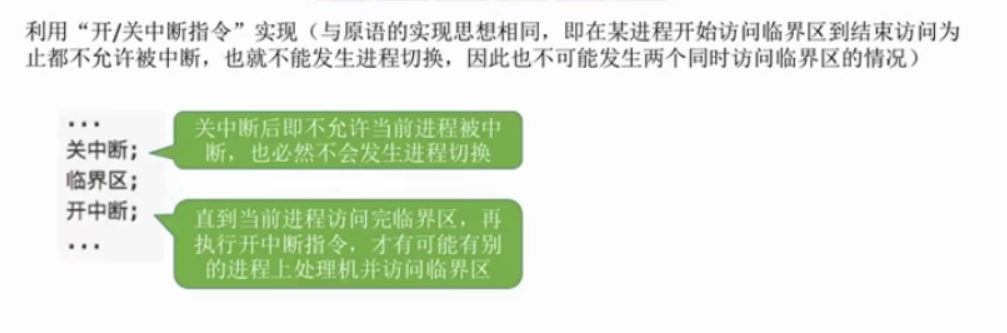 利用“开/关中断指令”实现（与原语的实现思想相同，即在某进程开始访问临界区到结束访问为
止都不允许被中断，也就不能发生进程切换，因此也不可能发生两个同时访问临界区的情况）
...
关中断;
临界区;
开中断;
...
关中断后即不允许当前进程被中
断，也必然不会发生进程切换
直到当前进程访问完临界区，再
执行开中断指令，才有可能有别
的进程上处理机并访问临界区